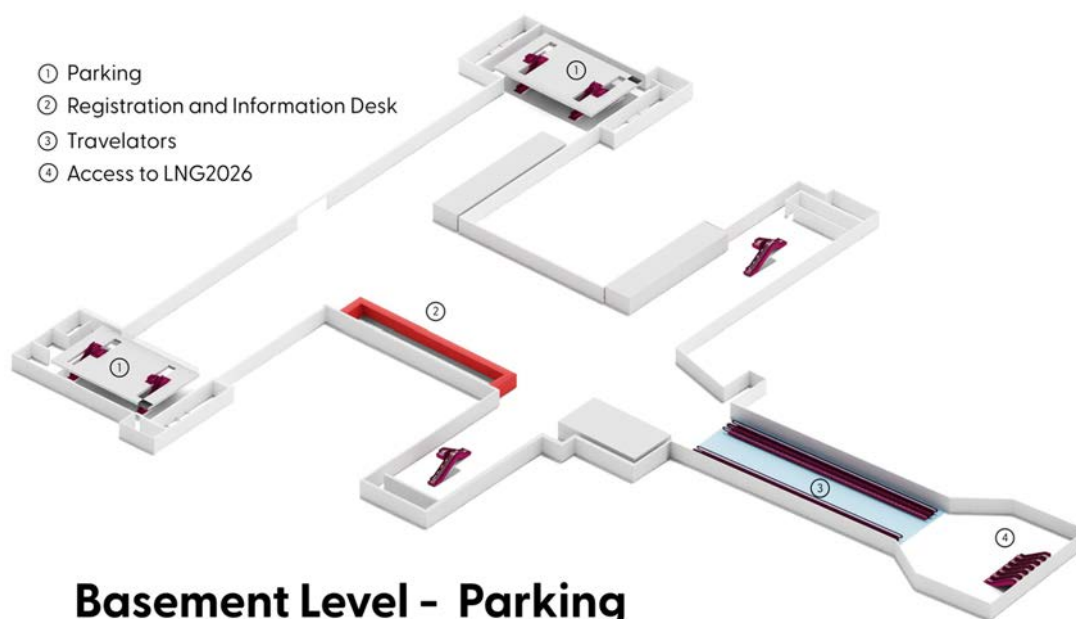 ① Parking
② Registration and Information Desk
③ Travelators
④ Access to LNG2026
①
②
①
③
④
Basement Level - Parking